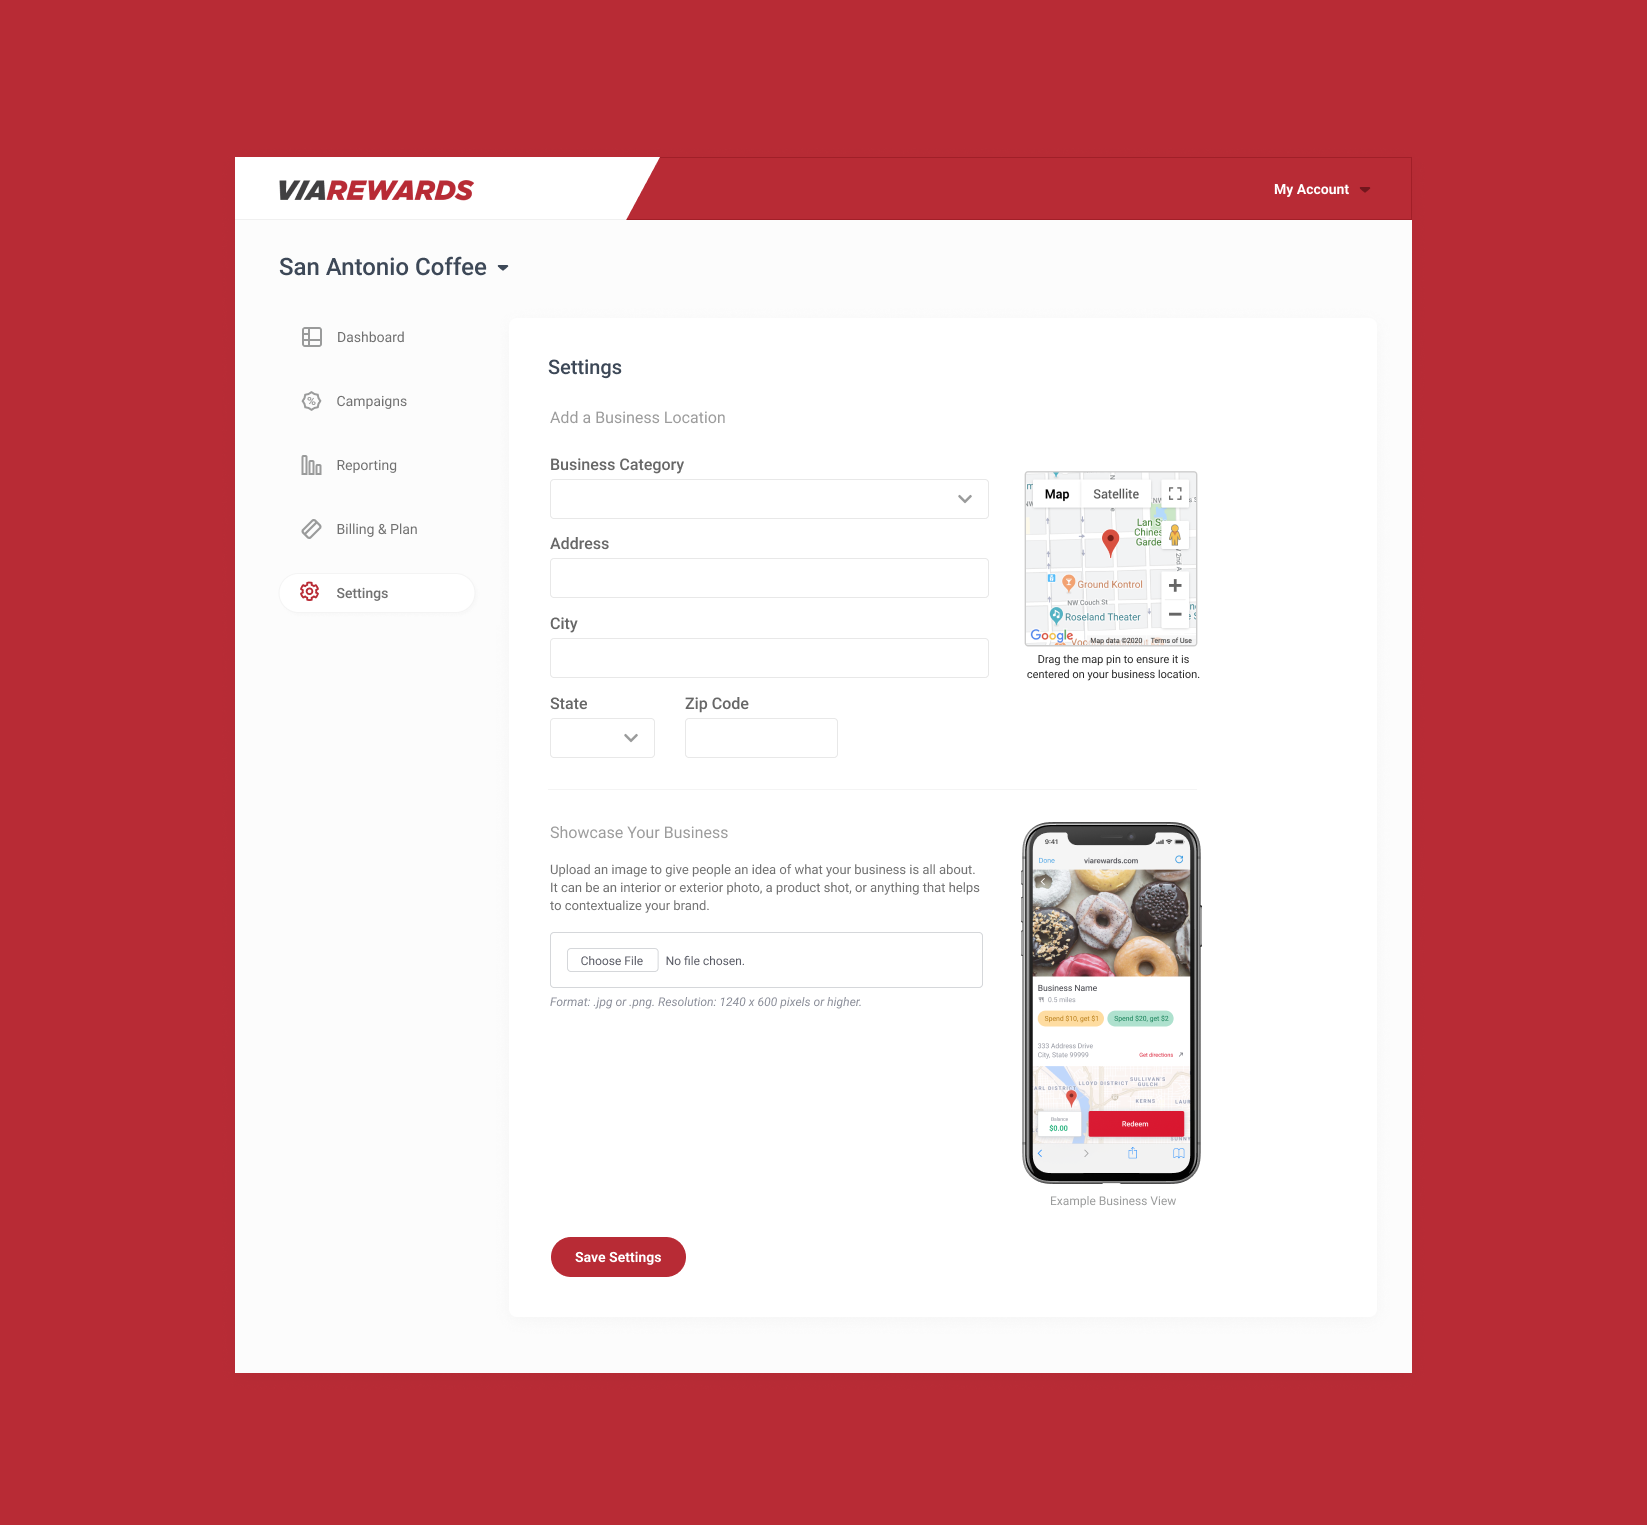 VIAREWARDS
My Account
San Antonio Coffee
Dashboard
Campaigns
Reporting
Billing & Plan
Settings
Settings
Add a Business Location
Business Category
Address
City
State
Zip Code
Map
Satellite
Lan S
Chines
Garde
Ground Kontrol
NW Couch St
Roseland Theater
Google
Map data ©2020
Terms of Use
Drag the map pin to ensure it is
centered on your business location.
Showcase Your Business
Upload an image to give people an idea of what your business is all about.
It can be an interior or exterior photo, a product shot, or anything that helps
to contextualize your brand.
Choose File
No file chosen.
Format: .jpg or .png. Resolution: 1240 x 600 pixels or higher.
9:41
Done
viarewards.com
Business Name
0.5 miles
Spend $10, get $1
Spend $20, get $2
333 Address Drive
City, State 99999
Get directions
ARL DISTRICT
LLOYD DISTRICT
SULLIVAN'S
GULCH
KERNS
LAUR
Balance
$0.00
Redeem
Example Business View
Save Settings